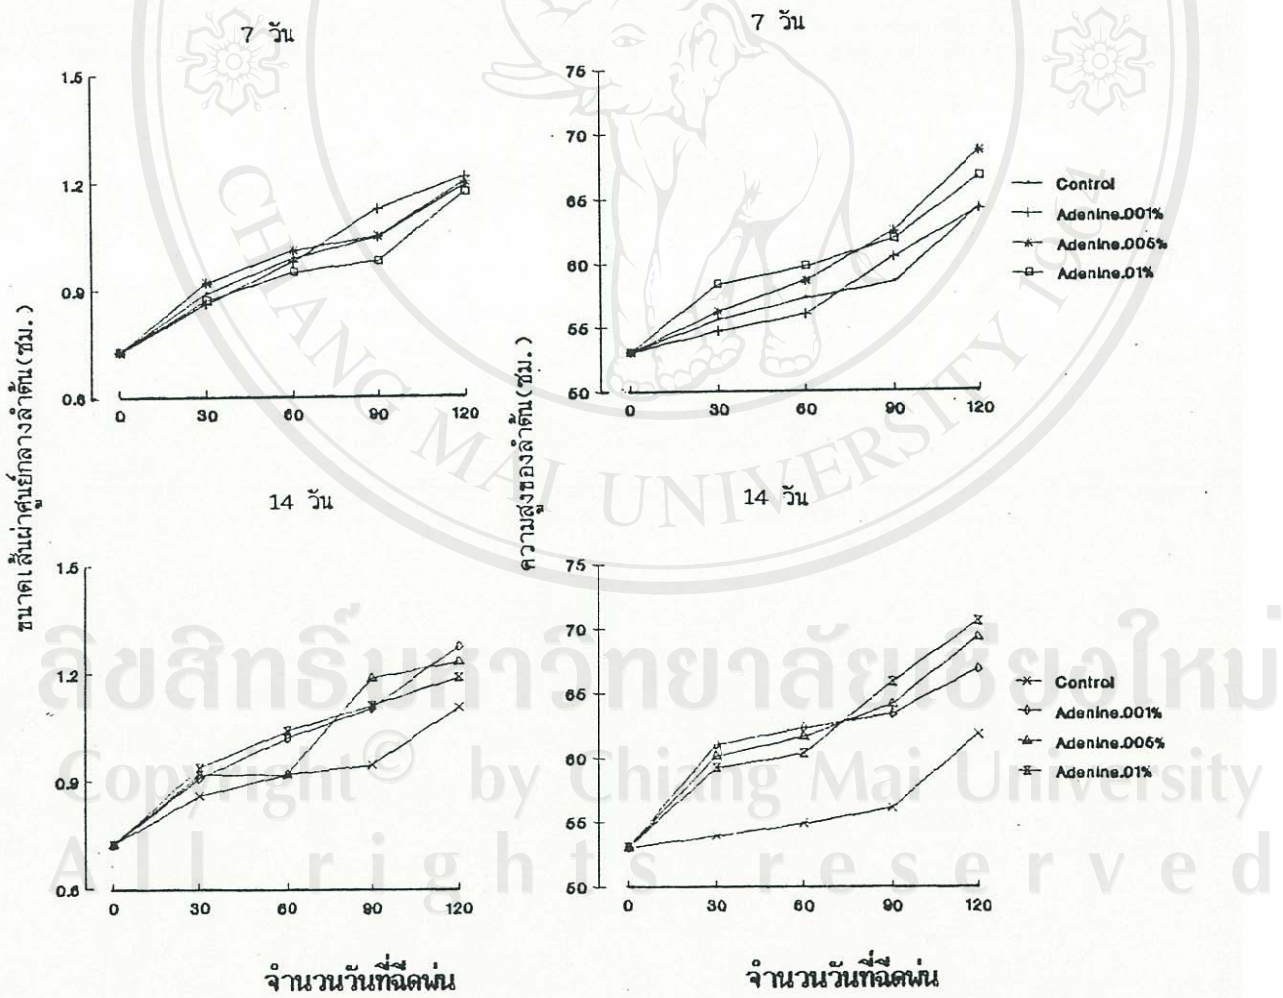 7 วัน
7 วัน
1.5
1.2
0.9
0.6
0 30 60 90 120
75
70
65
60
55
50
0 30 60 90 120
Control
Adenine.001%
Adenine.005%
Adenine.01%
ขนาดเส้นผ่าศูนย์กลางลำต้น(ซม.)
ความสูงของลำต้น(ซม.)
14 วัน
14 วัน
1.5
1.2
0.9
0.6
0 30 60 90 120
75
70
65
60
55
50
0 30 60 90 120
Control
Adenine.001%
Adenine.005%
Adenine.01%
จำนวนวันที่ฉีดพ่น
จำนวนวันที่ฉีดพ่น
CHIANG MAI UNIVERSITY 1964
ลิขสิทธิ์มหาวิทยาลัยเชียงใหม่
Copyright © by Chiang Mai University
All rights reserved